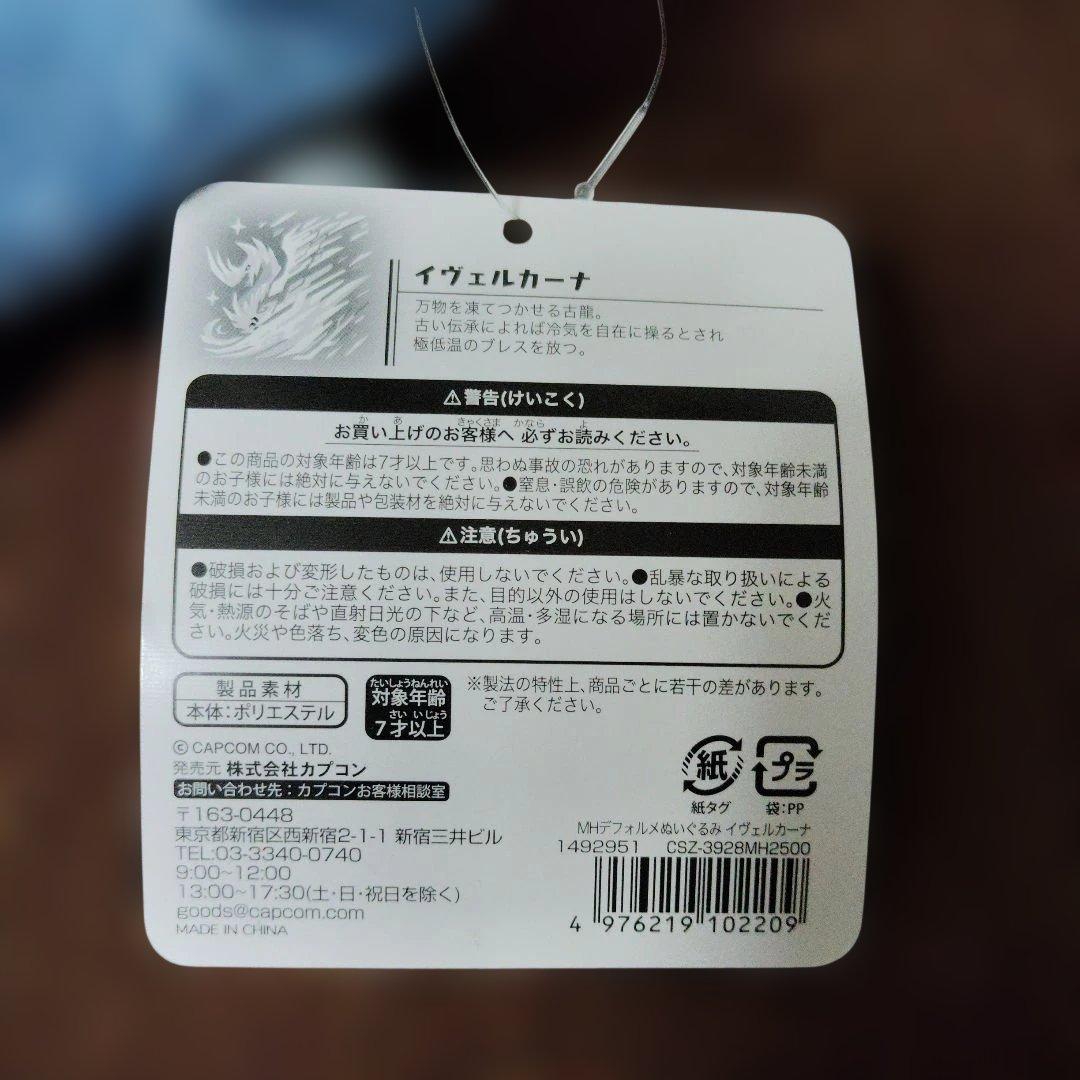 イヴェルカーナ
万物を凍てつかせる古龍。
古い伝承によれば冷気を自在に操るとされ
極低温のブレスを放つ。
⚠警告(けいこく)
お買い上げのお客様へ 必ずお読みください。
●この商品の対象年齢は7才以上です。思わぬ事故の恐れがありますので、対象年齢未満
のお子様には絶対に与えないでください。●窒息・誤飲の危険がありますので、対象年齢
未満のお子様には製品や包装材を絶対に与えないでください。
⚠注意(ちゅうい)
●破損および変形したものは、使用しないでください。●乱暴な取り扱いによる
破損には十分ご注意ください。また、目的以外の使用はしないでください。●火
気・熱源のそばや直射日光の下など、高温・多湿になる場所には置かないでくだ
さい。火災や色落ち、変色の原因になります。
製品素材
本体:ポリエステル
たいしょうねんれい
対象年齢
さい いじょう
7才以上
※製法の特性上、商品ごとに若干の差があります。
ご了承ください。
© CAPCOM CO., LTD.
発売元 株式会社カプコン
お問い合わせ先:カプコンお客様相談室
〒163-0448
東京都新宿区西新宿2-1-1 新宿三井ビル
TEL:03-3340-0740
9:00~12:00
13:00~17:30(土・日・祝日を除く)
goods@capcom.com
MADE IN CHINA
紙
紙タグ
プラ
袋:PP
MHデフォルメぬいぐるみ イヴェルカーナ
1492951 CSZ-3928MH2500
4 976219 102209